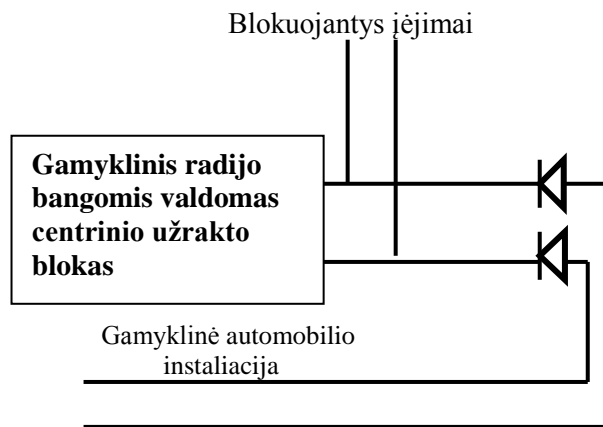 Blokuojantys įėjimai
Gamyklinis radijo
bangomis valdomas
centrinio užrakto
blokas
Gamyklinė automobilio
instaliacija